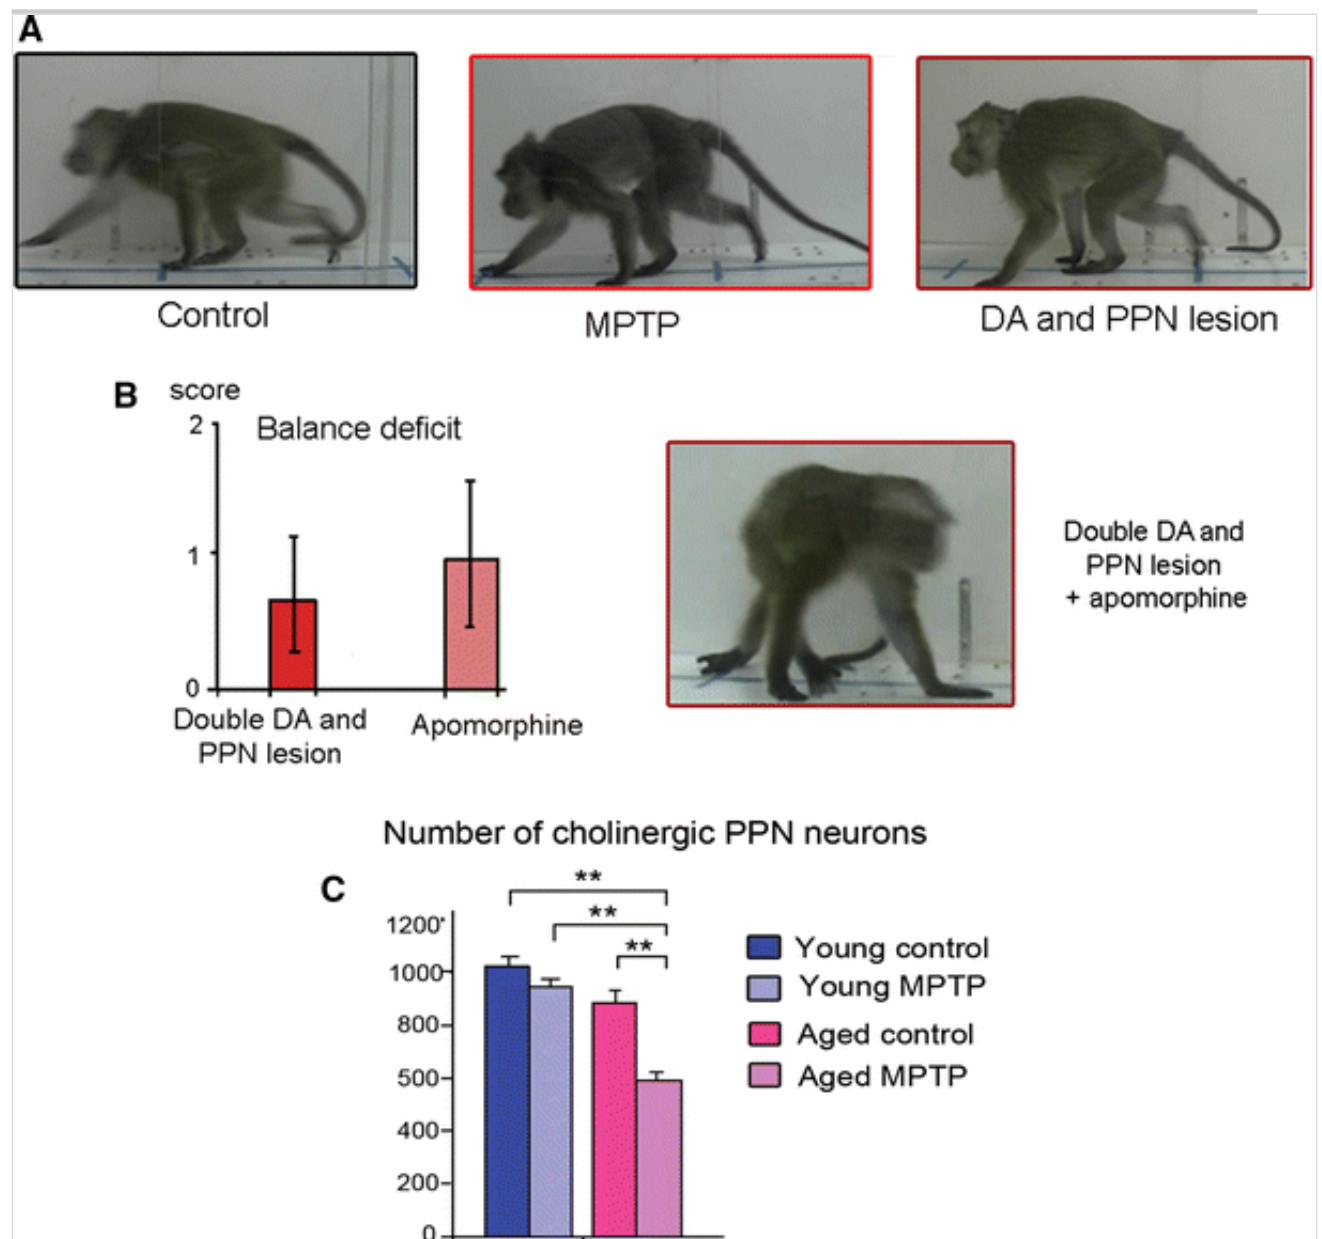 A
Control
MPTP
DA and PPN lesion
B
score
Balance deficit
2
1
0
Double DA and
PPN lesion
Apomorphine
Double DA and
PPN lesion
+ apomorphine
Number of cholinergic PPN neurons
C
**
**
**
1200
1000
800
500
400
200
0
Young control
Young MPTP
Aged control
Aged MPTP